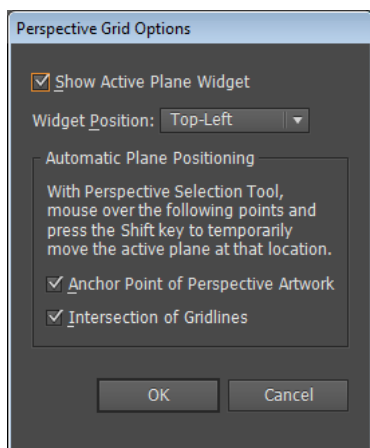 Perspective Grid Options
Show Active Plane Widget
Widget Position: Top-Left
Automatic Plane Positioning
With Perspective Selection Tool,
mouse over the following points and
press the Shift key to temporarily
move the active plane at that location.
Anchor Point of Perspective Artwork
Intersection of Gridlines
OK Cancel